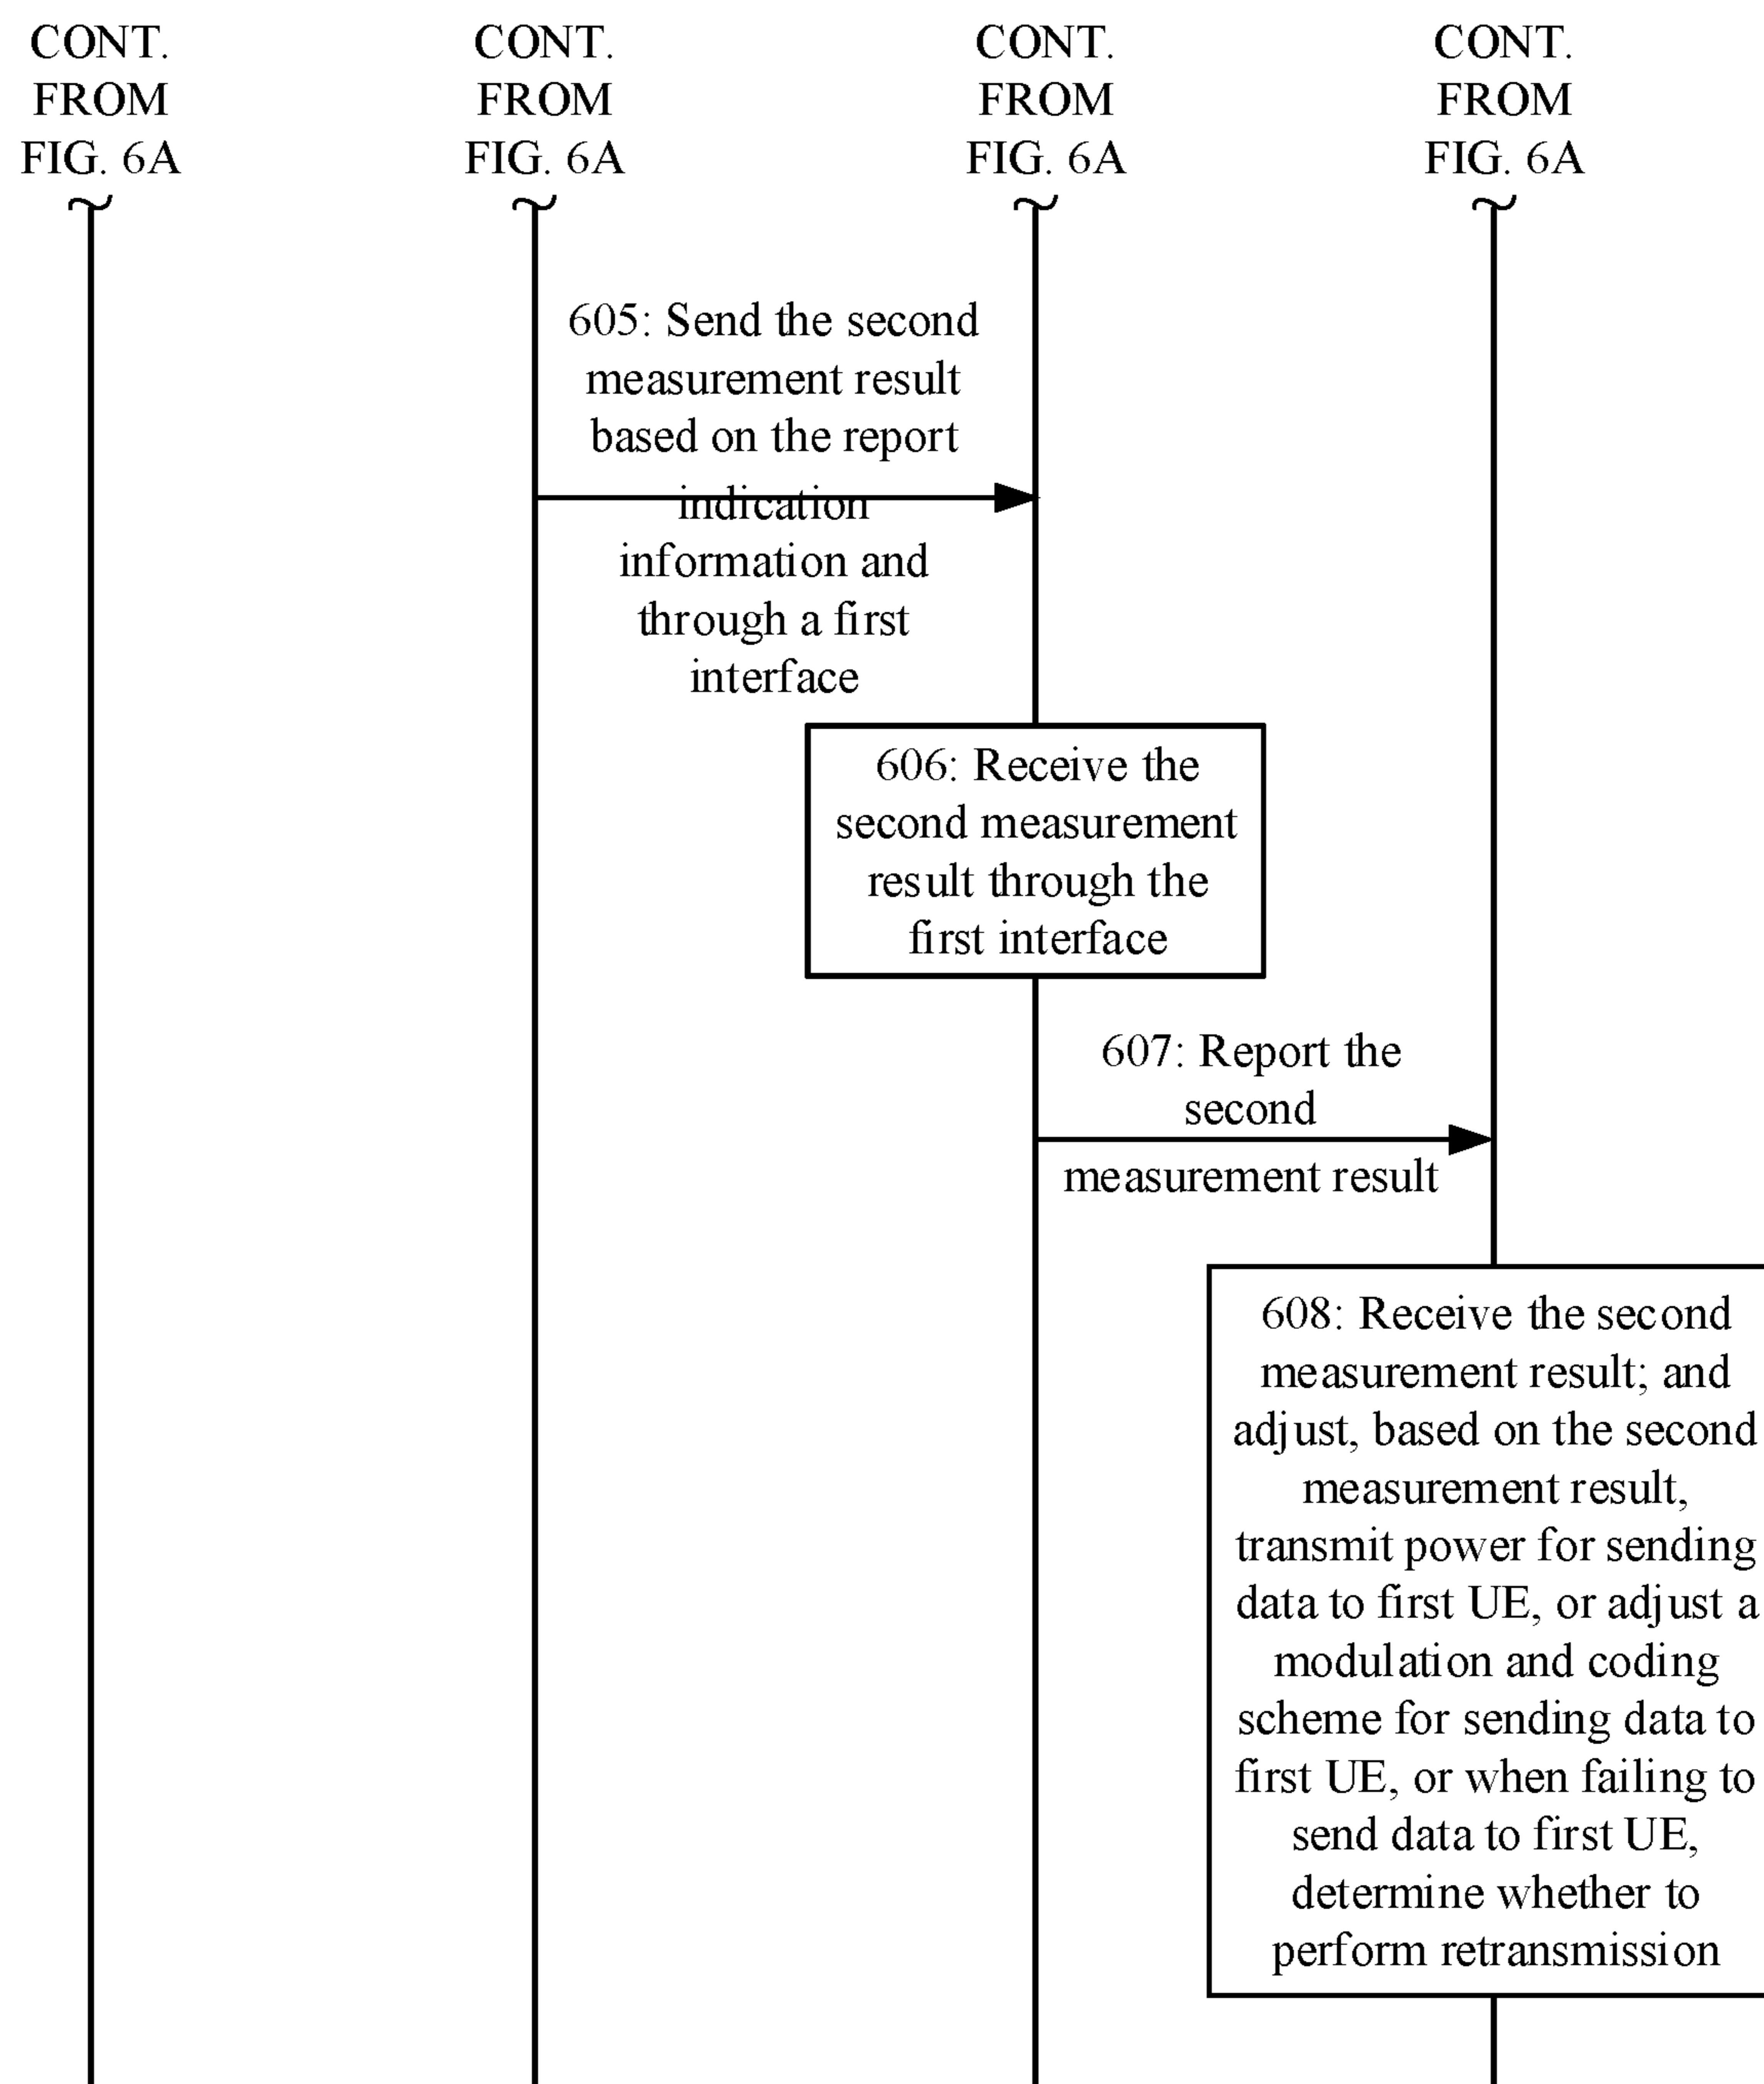 CONT.
FROM
FIG. 6A
CONT.
FROM
FIG. 6A
CONT.
FROM
FIG. 6A
CONT.
FROM
FIG. 6A
605: Send the second
measurement result
based on the report
indication
information and
through a first
interface
606: Receive the
second measurement
result through the
first interface
607: Report the
second
measurement result
608: Receive the second
measurement result; and
adjust, based on the second
measurement result,
transmit power for sending
data to first UE, or adjust a
modulation and coding
scheme for sending data to
first UE, or when failing to
send data to first UE,
determine whether to
perform retransmission